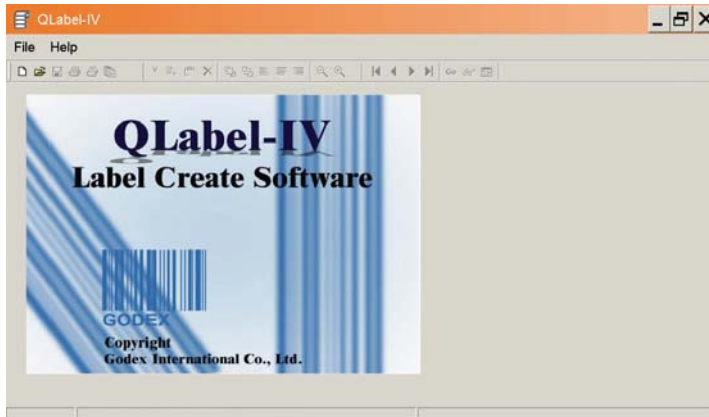 QLabel-IV
File Help
QLabel-IV
Label Create Software
GODEX
Copyright
Godex International Co., Ltd.